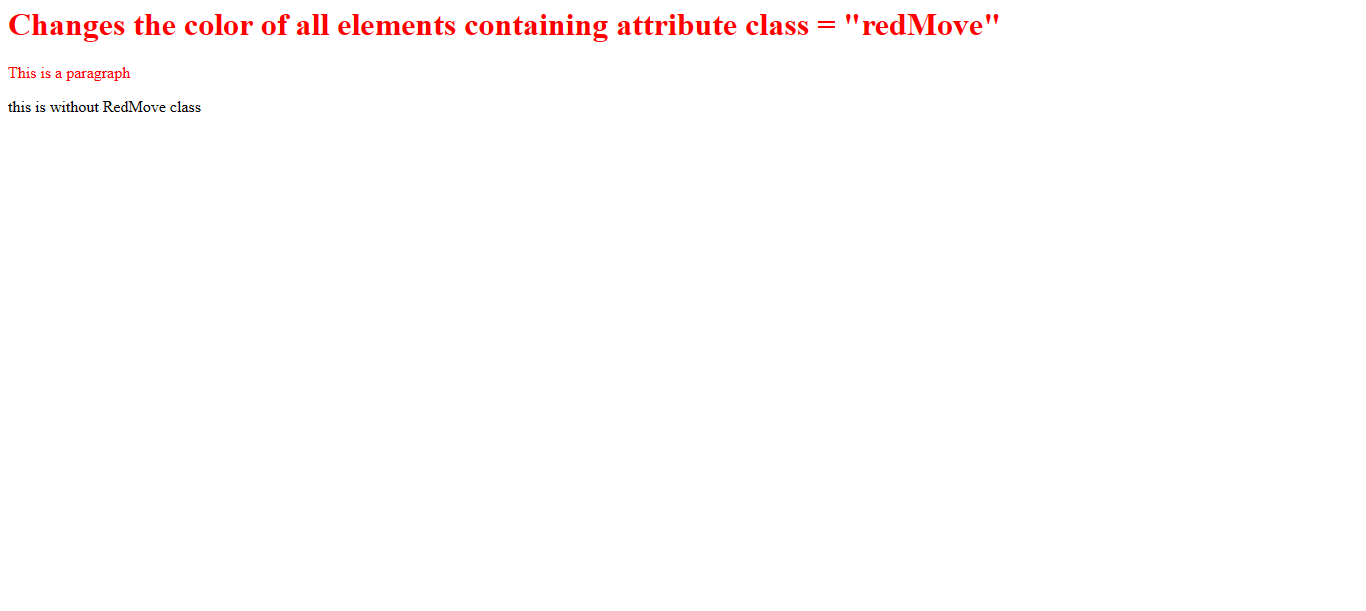 Changes the color of all elements containing attribute class = "redMove"
This is a paragraph
this is without RedMove class